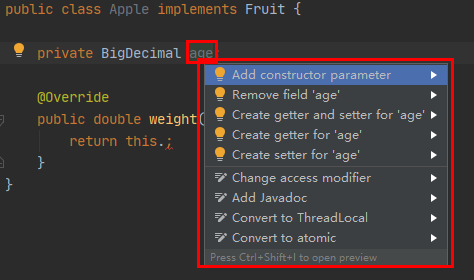 public class Apple implements Fruit {
private BigDecimal age
Add constructor parameter
Remove field 'age'
Create getter and setter for 'age'
Create getter for 'age'
Create setter for 'age'
Change access modifier
Add Javadoc
Convert to ThreadLocal
Convert to atomic
Press Ctrl+Shift+I to open preview
@Override
public double weight(
return this.;
}
}